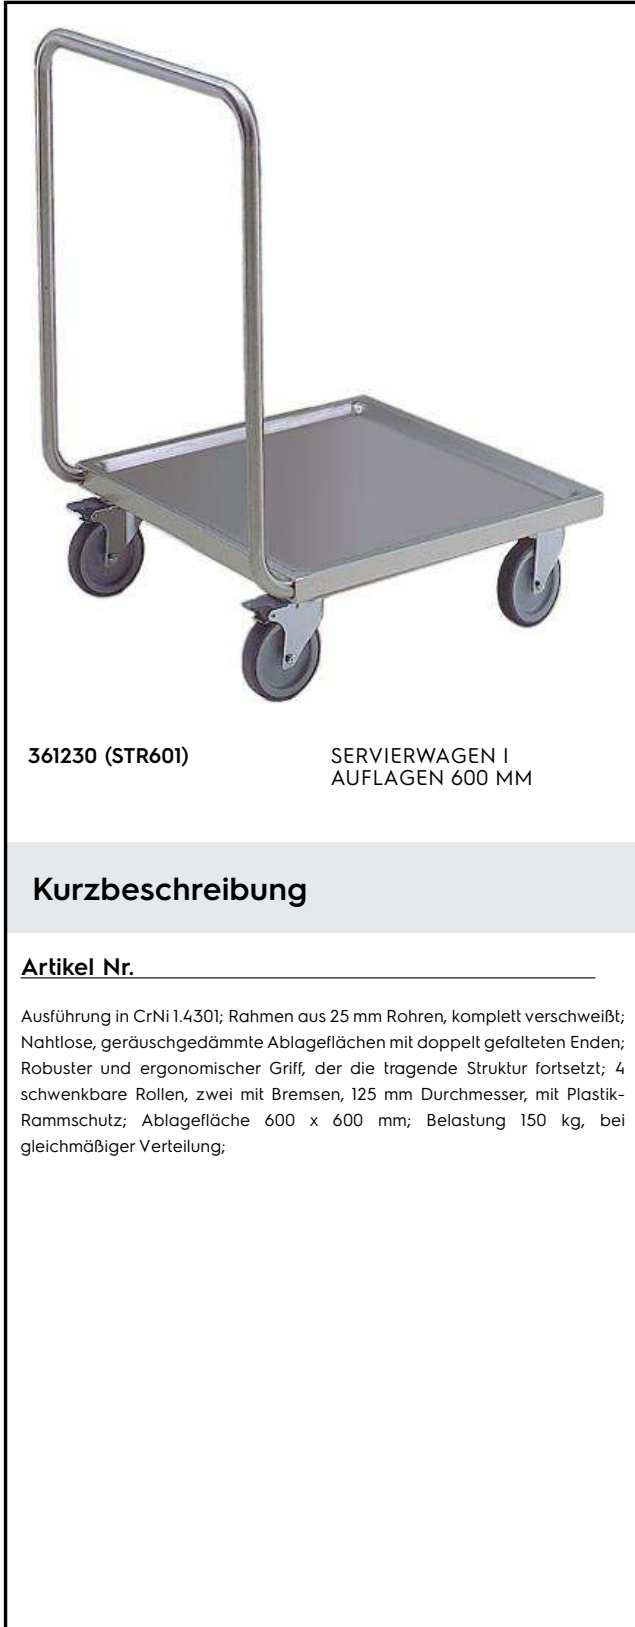 361230 (STR601)
SERVIERWAGEN I
AUFLAGEN 600 MM
Kurzbeschreibung
Artikel Nr.
Ausführung in CrNi 1.4301; Rahmen aus 25 mm Rohren, komplett verschweißt;
Nahtlose, geräuschgedämmte Ablageflächen mit doppelt gefalteten Enden;
Robuster und ergonomischer Griff, der die tragende Struktur fortsetzt; 4
schwenkbare Rollen, zwei mit Bremsen, 125 mm Durchmesser, mit Plastik-
Rammschutz; Ablagefläche 600 x 600 mm; Belastung 150 kg, bei
gleichmäßiger Verteilung;